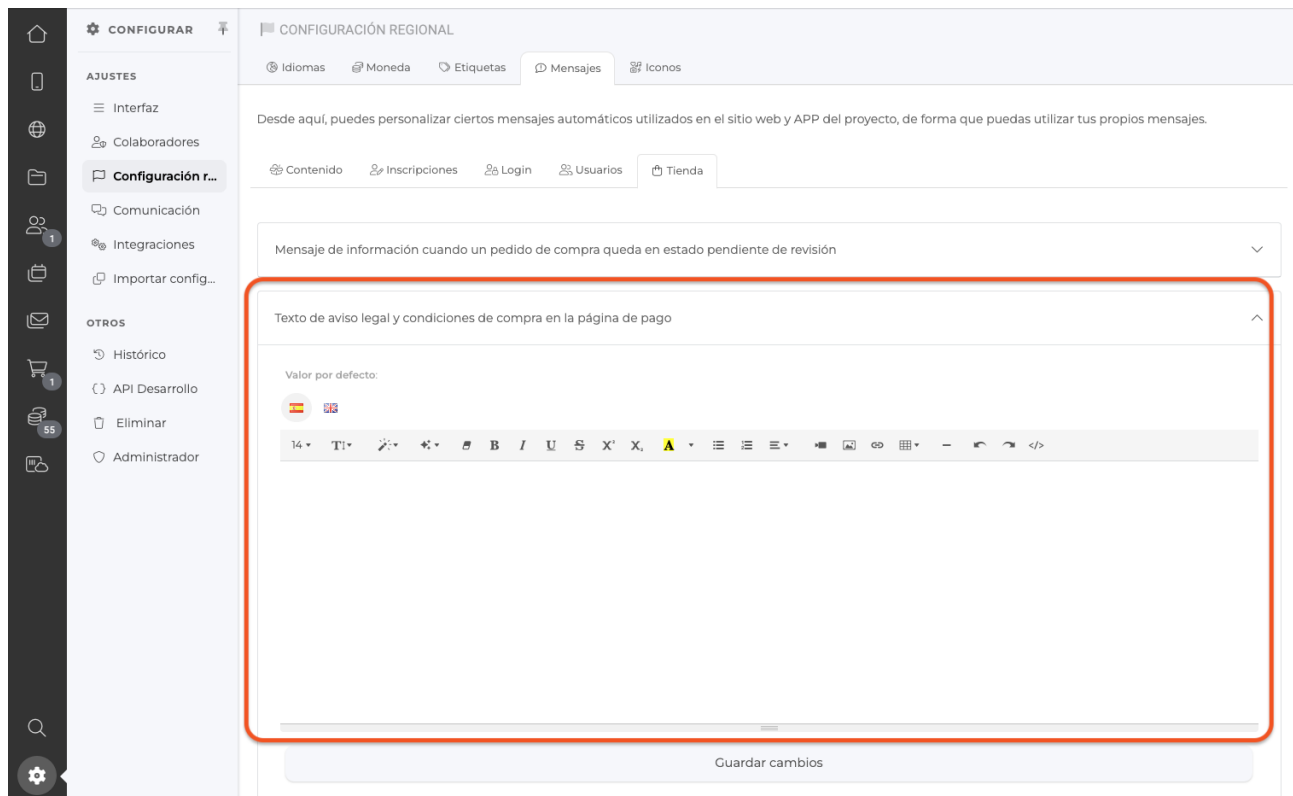 CONFIGURAR
CONFIGURACIÓN REGIONAL
Idiomas Moneda Etiquetas Mensajes Iconos
AJUSTES
Interfaz
Colaboradores
Configuración r...
Comunicación
Integraciones
Importar config...
OTROS
Histórico
API Desarrollo
Eliminar
Administrador
1
1
55
Desde aquí, puedes personalizar ciertos mensajes automáticos utilizados en el sitio web y APP del proyecto, de forma que puedas utilizar tus propios mensajes.
Contenido Inscripciones Login Usuarios Tienda
Mensaje de información cuando un pedido de compra queda en estado pendiente de revisión
Texto de aviso legal y condiciones de compra en la página de pago
Valor por defecto:
14 B I U S X² X₂ A
Guardar cambios